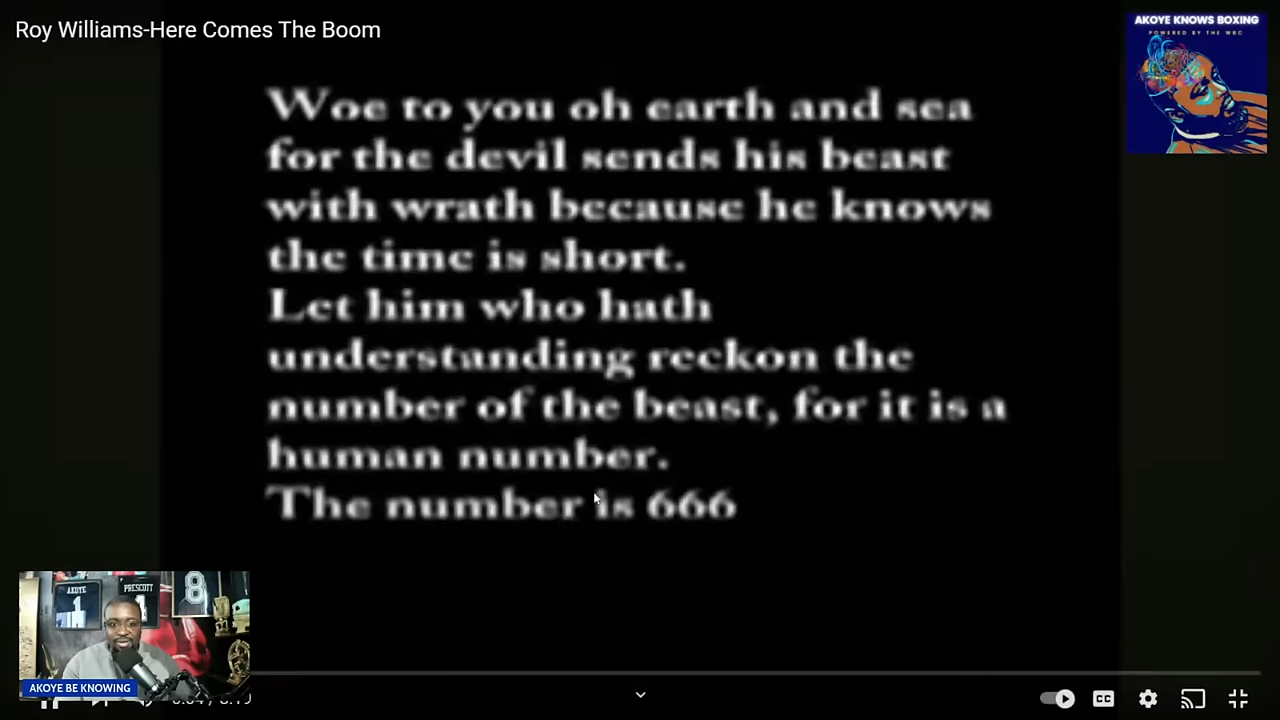 Roy Williams-Here Comes The Boom
AKOYE KNOWS BOXING
POWERED BY THE WBC
Woe to you oh earth and sea
for the devil sends his beast
with wrath because he knows
the time is short.
Let him who hath
understanding reckon the
number of the beast, for it is a
human number.
The number is 666
AKOYE
1
PRESCOTT
4
8
AKOYE BE KNOWING
CC